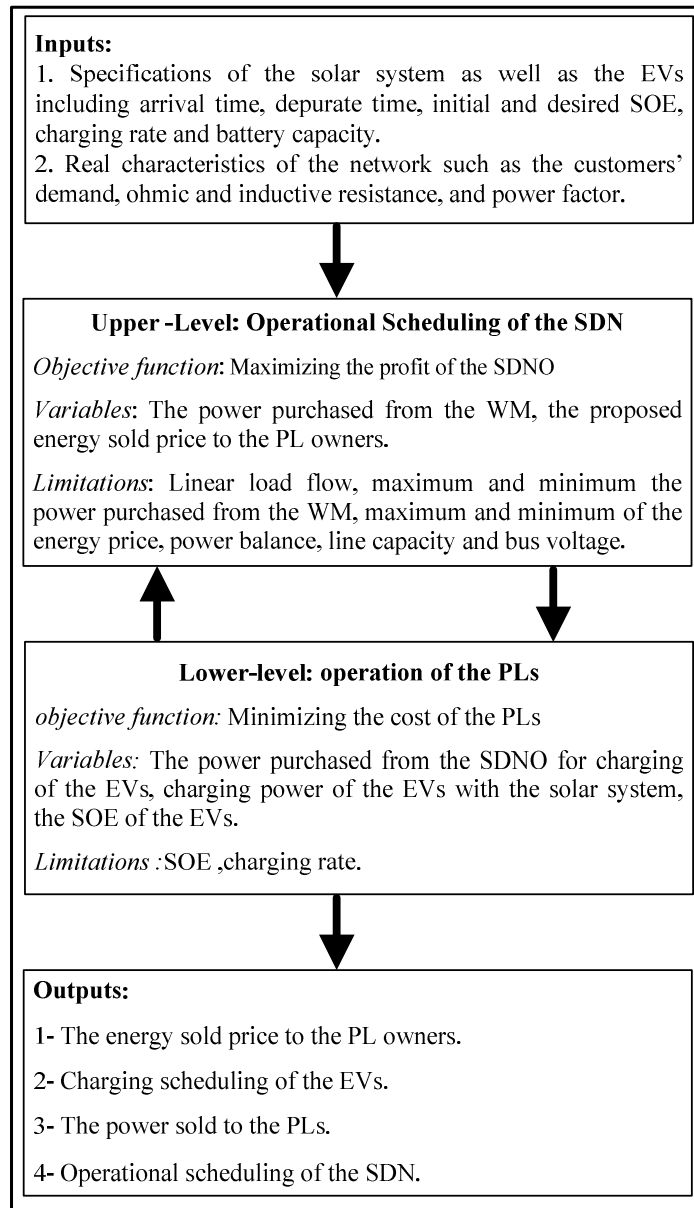 Inputs:
1. Specifications of the solar system as well as the EVs
including arrival time, depurate time, initial and desired SOE,
charging rate and battery capacity.
2. Real characteristics of the network such as the customers’
demand, ohmic and inductive resistance, and power factor.
Upper -Level: Operational Scheduling of the SDN
Objective function: Maximizing the profit of the SDNO
Variables: The power purchased from the WM, the proposed
energy sold price to the PL owners.
Limitations: Linear load flow, maximum and minimum the
power purchased from the WM, maximum and minimum of the
energy price, power balance, line capacity and bus voltage.
Lower-level: operation of the PLs
objective function: Minimizing the cost of the PLs
Variables: The power purchased from the SDNO for charging
of the EVs, charging power of the EVs with the solar system,
the SOE of the EVs.
Limitations :SOE ,charging rate.
Outputs:
1- The energy sold price to the PL owners.
2- Charging scheduling of the EVs.
3- The power sold to the PLs.
4- Operational scheduling of the SDN.